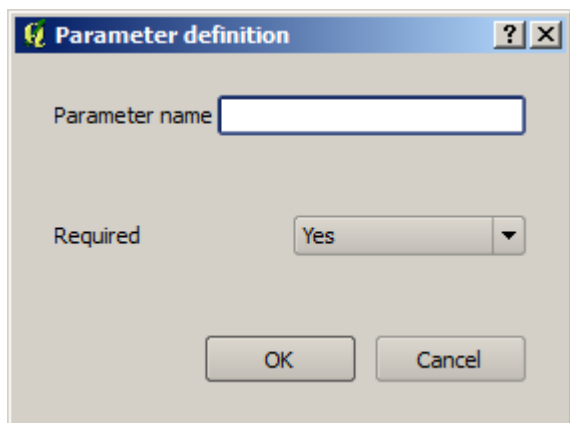 Parameter definition
Parameter name
Required Yes
OK Cancel